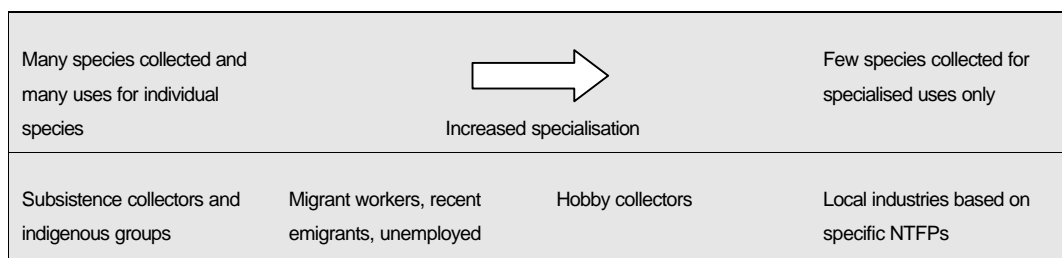 Many species collected and
many uses for individual
species
Increased specialisation
Few species collected for
specialised uses only
Subsistence collectors and
indigenous groups
Migrant workers, recent
emigrants, unemployed
Hobby collectors
Local industries based on
specific NTFPs